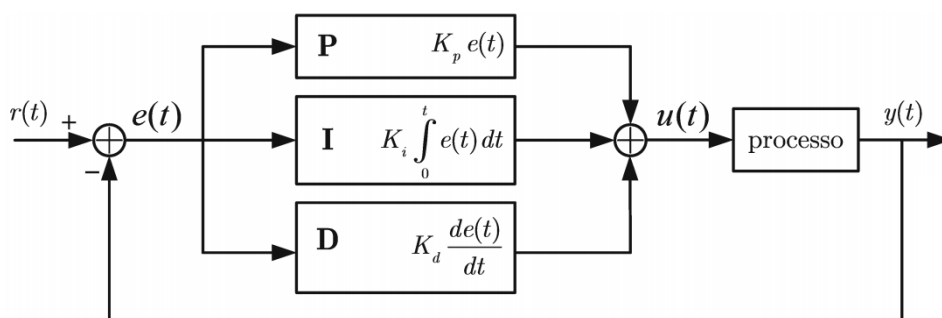 P K_p e(t)
r(t) + e(t) I K_i ∫_0^t e(t) dt u(t) processo y(t)
−
D K_d de(t)/dt